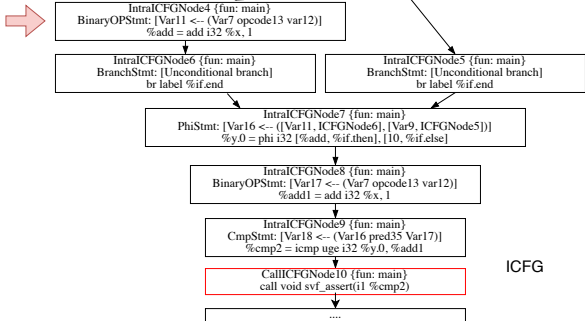 IntraICFGNode4 {fun: main}
BinaryOPStmt: [Var11 <-- (Var7 opcode13 var12)]
%add = add i32 %x, 1
IntraICFGNode6 {fun: main}
BranchStmt: [Unconditional branch]
br label %if.end
IntraICFGNode5 {fun: main}
BranchStmt: [Unconditional branch]
br label %if.end
IntraICFGNode7 {fun: main}
PhiStmt: [Var16 <-- ([Var11, ICFGNode6], [Var9, ICFGNode5])]
%y.0 = phi i32 [%add, %if.then], [10, %if.else]
IntraICFGNode8 {fun: main}
BinaryOPStmt: [Var17 <-- (Var7 opcode13 var12)]
%add1 = add i32 %x, 1
IntraICFGNode9 {fun: main}
CmpStmt: [Var18 <-- (Var16 pred35 Var17)]
%cmp2 = icmp uge i32 %y.0, %add1
CallICFGNode10 {fun: main}
call void svf_assert(i1 %cmp2)
ICFG
....